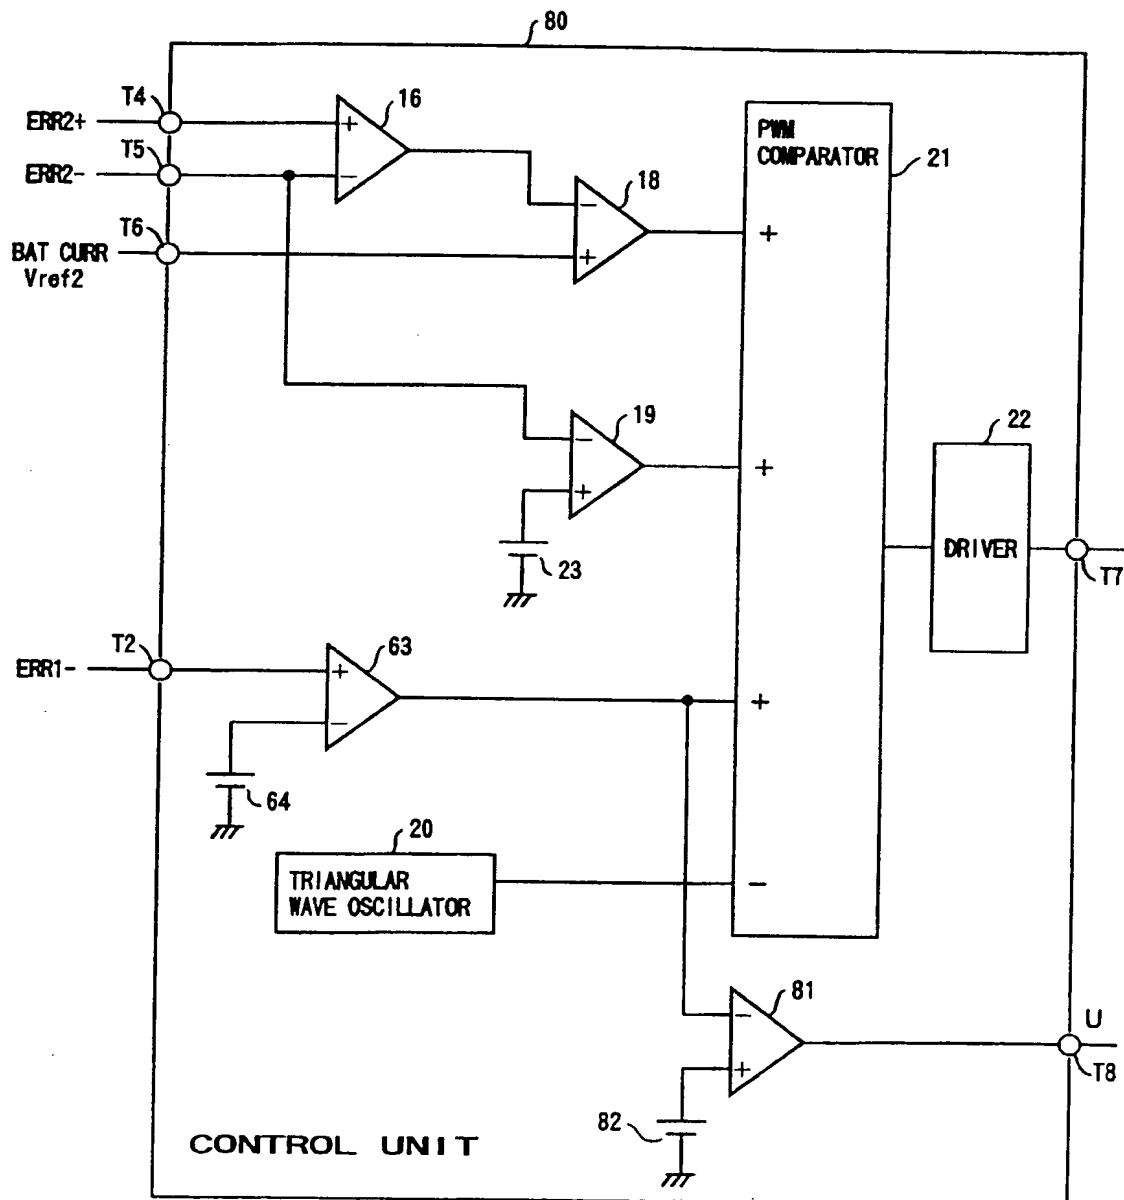 80
T4
ERR2+
16
+
−
T5
ERR2-
PWM
COMPARATOR
21
18
−
+
+
T6
BAT CURR
Vref2
19
−
+
+
22
DRIVER
T7
23
T2
ERR1-
63
+
−
+
64
20
TRIANGULAR
WAVE OSCILLATOR
−
81
−
+
U
T8
82
CONTROL UNIT